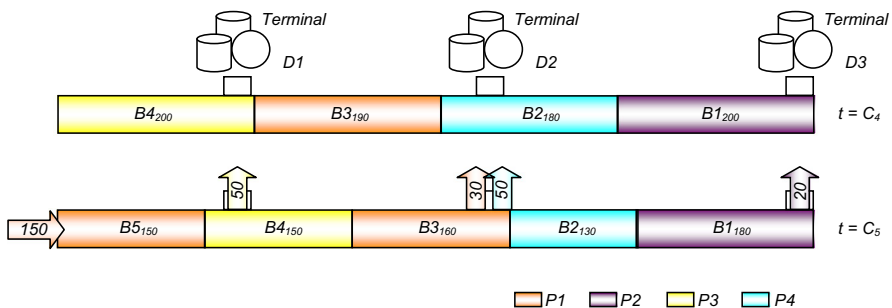 Terminal Terminal Terminal
D1 D2 D3
B4200 B3190 B2180 B1200 t = C4
50 30 50 20
150 B5150 B4150 B3160 B2130 B1180 t = C5
P1 P2 P3 P4